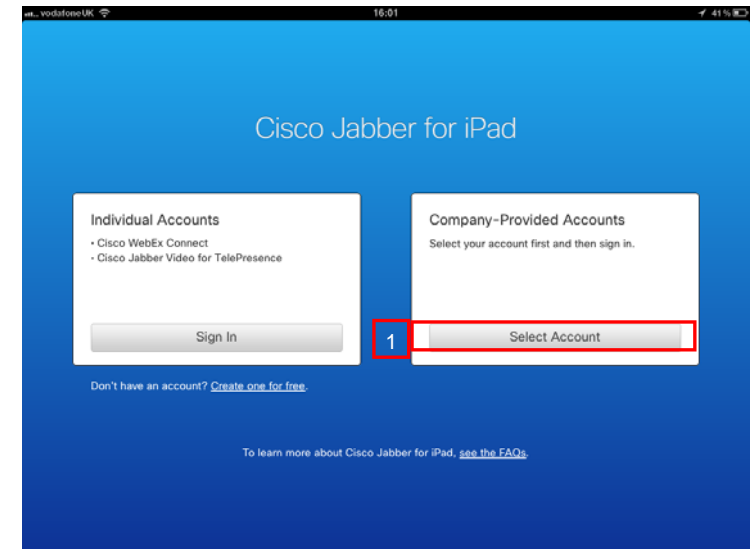 vodafone UK 16:01 41%
Cisco Jabber for iPad
Individual Accounts
• Cisco WebEx Connect
• Cisco Jabber Video for TelePresence
Sign In
Company-Provided Accounts
Select your account first and then sign in.
1 Select Account
Don't have an account? Create one for free.
To learn more about Cisco Jabber for iPad, see the FAQs.